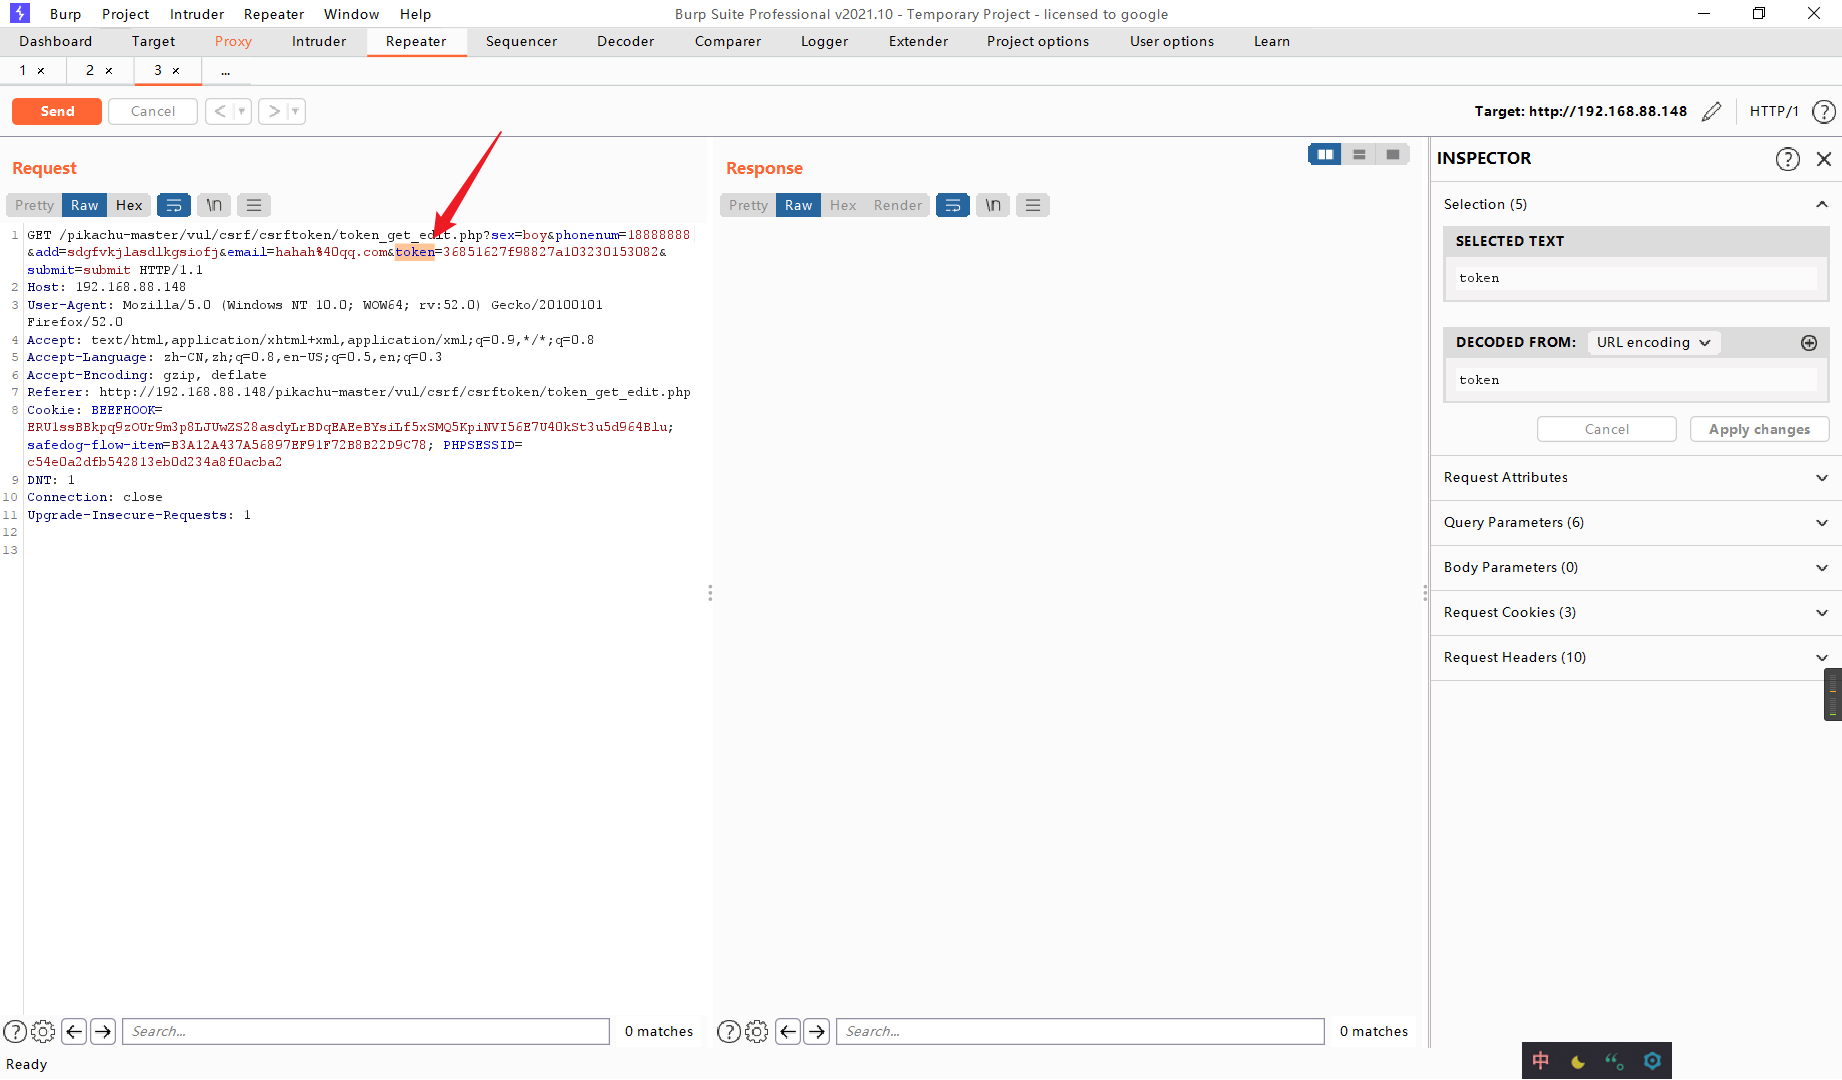 Burp Project Intruder Repeater Window Help
Burp Suite Professional v2021.10 - Temporary Project - licensed to google
Dashboard Target Proxy Intruder Repeater Sequencer Decoder Comparer Logger Extender Project options User options Learn
1 × 2 × 3 × ...
Send Cancel < >
Target: http://192.168.88.148 HTTP/1 ?
Request
Pretty Raw Hex \n
1 GET /pikachu-master/vul/csrf/csrftoken/token_get_edit.php?sex=boy&phonenum=18888888
&add=sdgfvkjlasdlkgsiofj&email=hahah%40qq.com&token=36851627f98827a103230153082&
submit=submit HTTP/1.1
2 Host: 192.168.88.148
3 User-Agent: Mozilla/5.0 (Windows NT 10.0; WOW64; rv:52.0) Gecko/20100101
Firefox/52.0
4 Accept: text/html,application/xhtml+xml,application/xml;q=0.9,*/*;q=0.8
5 Accept-Language: zh-CN,zh;q=0.8,en-US;q=0.5,en;q=0.3
6 Accept-Encoding: gzip, deflate
7 Referer: http://192.168.88.148/pikachu-master/vul/csrf/csrftoken/token_get_edit.php
8 Cookie: BEEFHOOK=
ERU1ssBBkpq9zOUr9m3p8LJUwZS28asdyLrBDqEAEeBYsiLf5xSMQ5KpiNVI56E7U4OkSt3u5d964Blu;
safedog-flow-item=B3A12A437A56897EF91F72B8B22D9C78; PHPSESSID=
c54e0a2dfb542813eb0d234a8f0acba2
9 DNT: 1
10 Connection: close
11 Upgrade-Insecure-Requests: 1
12
13
? Search... 0 matches
Response
Pretty Raw Hex Render \n
? Search... 0 matches
INSPECTOR
?
Selection (5)
SELECTED TEXT
token
DECODED FROM: URL encoding
token
Cancel Apply changes
Request Attributes
Query Parameters (6)
Body Parameters (0)
Request Cookies (3)
Request Headers (10)
Ready
中